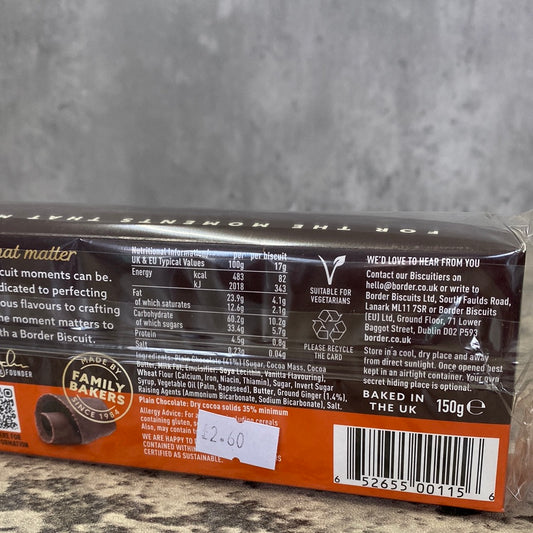 FOR THE MOMENTS THAT
hat matter
cuit moments can be.
dicated to perfecting
ous flavours to crafting
e moment matters to
th a Border Biscuit.
FOUNDER
R CODE
ERE FOR
INFORMATION
MADE BY
FAMILY
BAKERS
SINCE 1984
Nutritional Information/ per per biscuit
UK & EU Typical Values 100g 17g
Energy kcal 483 82
kJ 2018 343
Fat 23.9g 4.1g
of which saturates 12.6g 2.1g
Carbohydrate 60.2g 10.2g
of which sugars 33.4g 5.7g
Protein 4.5g
Salt 0.23g 0.04g
Ingredients: Plain Chocolate (43%) (Sugar, Cocoa Mass, Cocoa
Butter, Milk Fat, Emulsifier: Soya Vanilla Flavouring),
Wheat Flour (Calcium, Iron, Niacin, Thiamin), Sugar, Invert Sugar
Syrup, Vegetable Oil (Palm, Rapeseed), Butter, Ground Ginger (1.4%),
Raising Agents (Ammonium Bicarbonate, Sodium Bicarbonate), Salt.
Plain Chocolate: Dry cocoa solids 35% minimum
Allergy Advice: For cereals
containing gluten,
Also, may contain
WE ARE HAPPY TO
CONTAINED WITHIN
CERTIFIED AS SUSTAINABLE.
£2.60
V
SUITABLE FOR
VEGETARIANS
PLEASE RECYCLE
THE CARD
WE'D LOVE TO HEAR FROM YOU
Contact our Biscuitiers on
hello@border.co.uk or write to
Border Biscuits Ltd, South Faulds Road,
Lanark ML11 7SR or Border Biscuits
(EU) Ltd, Ground Floor, 71 Lower
Baggot Street, Dublin D02 P593
border.co.uk
Store in a cool, dry place and away
from direct sunlight. Once opened best
kept in an airtight container. Your own
secret hiding place is optional.
BAKED IN
THE UK 150g ℮
6 52655 00115 6